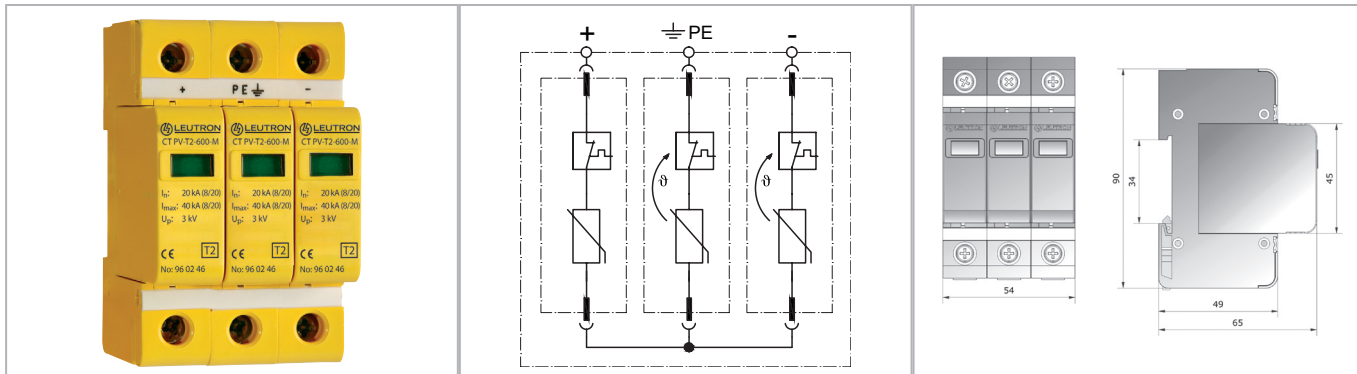 + PE -
LEUTRON LEUTRON LEUTRON
CT PV-T2-600-M CT PV-T2-600-M CT PV-T2-600-M
In: 20 kA (8/20) In: 20 kA (8/20) In: 20 kA (8/20)
Imax: 40 kA (8/20) Imax: 40 kA (8/20) Imax: 40 kA (8/20)
Up: 3 kV Up: 3 kV Up: 3 kV
CE T2 CE T2 CE T2
No: 96 02 46 No: 96 02 46 No: 96 02 46
+ PE -
ϑ ϑ
LEUTRON LEUTRON LEUTRON
54
90
34
45
49
65